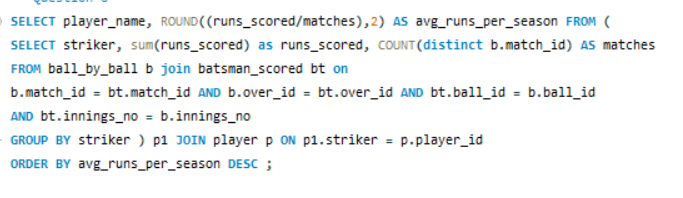 SELECT player_name, ROUND((runs_scored/matches),2) AS avg_runs_per_season FROM (
SELECT striker, sum(runs_scored) as runs_scored, COUNT(distinct b.match_id) AS matches
FROM ball_by_ball b join batsman_scored bt on
b.match_id = bt.match_id AND b.over_id = bt.over_id AND bt.ball_id = b.ball_id
AND bt.innings_no = b.innings_no
GROUP BY striker ) p1 JOIN player p ON p1.striker = p.player_id
ORDER BY avg_runs_per_season DESC ;